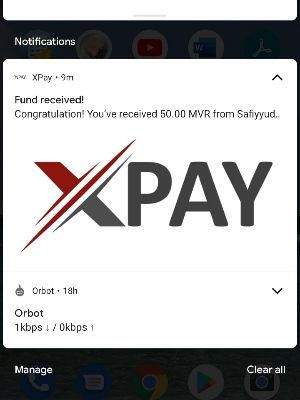 Notifications
XPAY
XPay • 9m
Fund received!
Congratulation! You've received 50.00 MVR from Safiyyud..
XPAY
Orbot • 18h
Orbot
1kbps ↓ / 0kbps ↑
Manage
Clear all